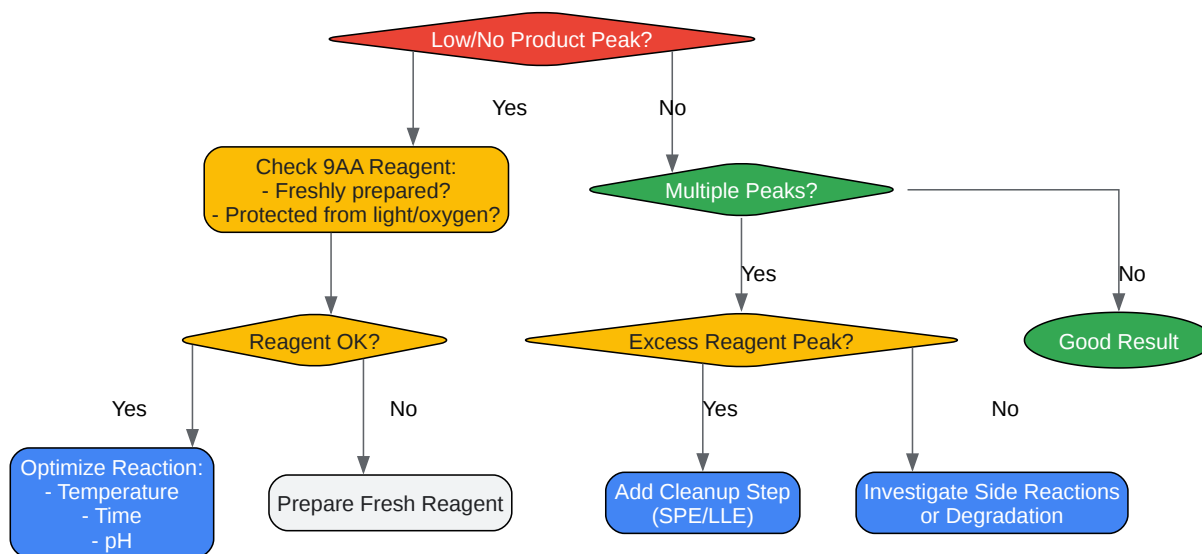 Low/No Product Peak?
Yes
No
Check 9AA Reagent:
- Freshly prepared?
- Protected from light/oxygen?
Multiple Peaks?
Yes
No
Reagent OK?
Excess Reagent Peak?
Good Result
Yes
No
Yes
No
Optimize Reaction:
- Temperature
- Time
- pH
Prepare Fresh Reagent
Add Cleanup Step
(SPE/LLE)
Investigate Side Reactions
or Degradation